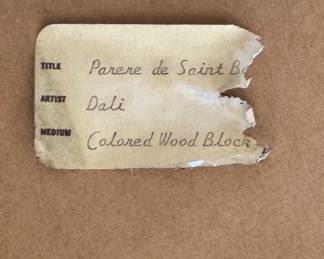 TITLE Parere de Saint B
ARTIST Dali
MEDIUM Colored Wood Block